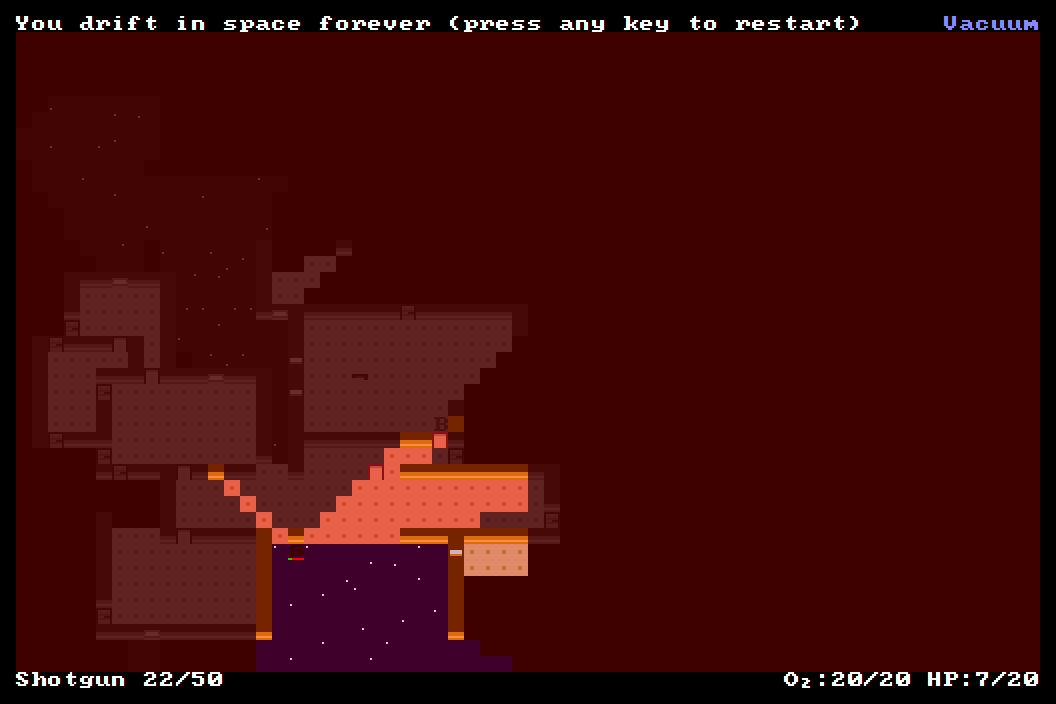 You drift in space forever (press any key to restart) Vacuum
B
Shotgun 22/50 O₂:20/20 HP:7/20